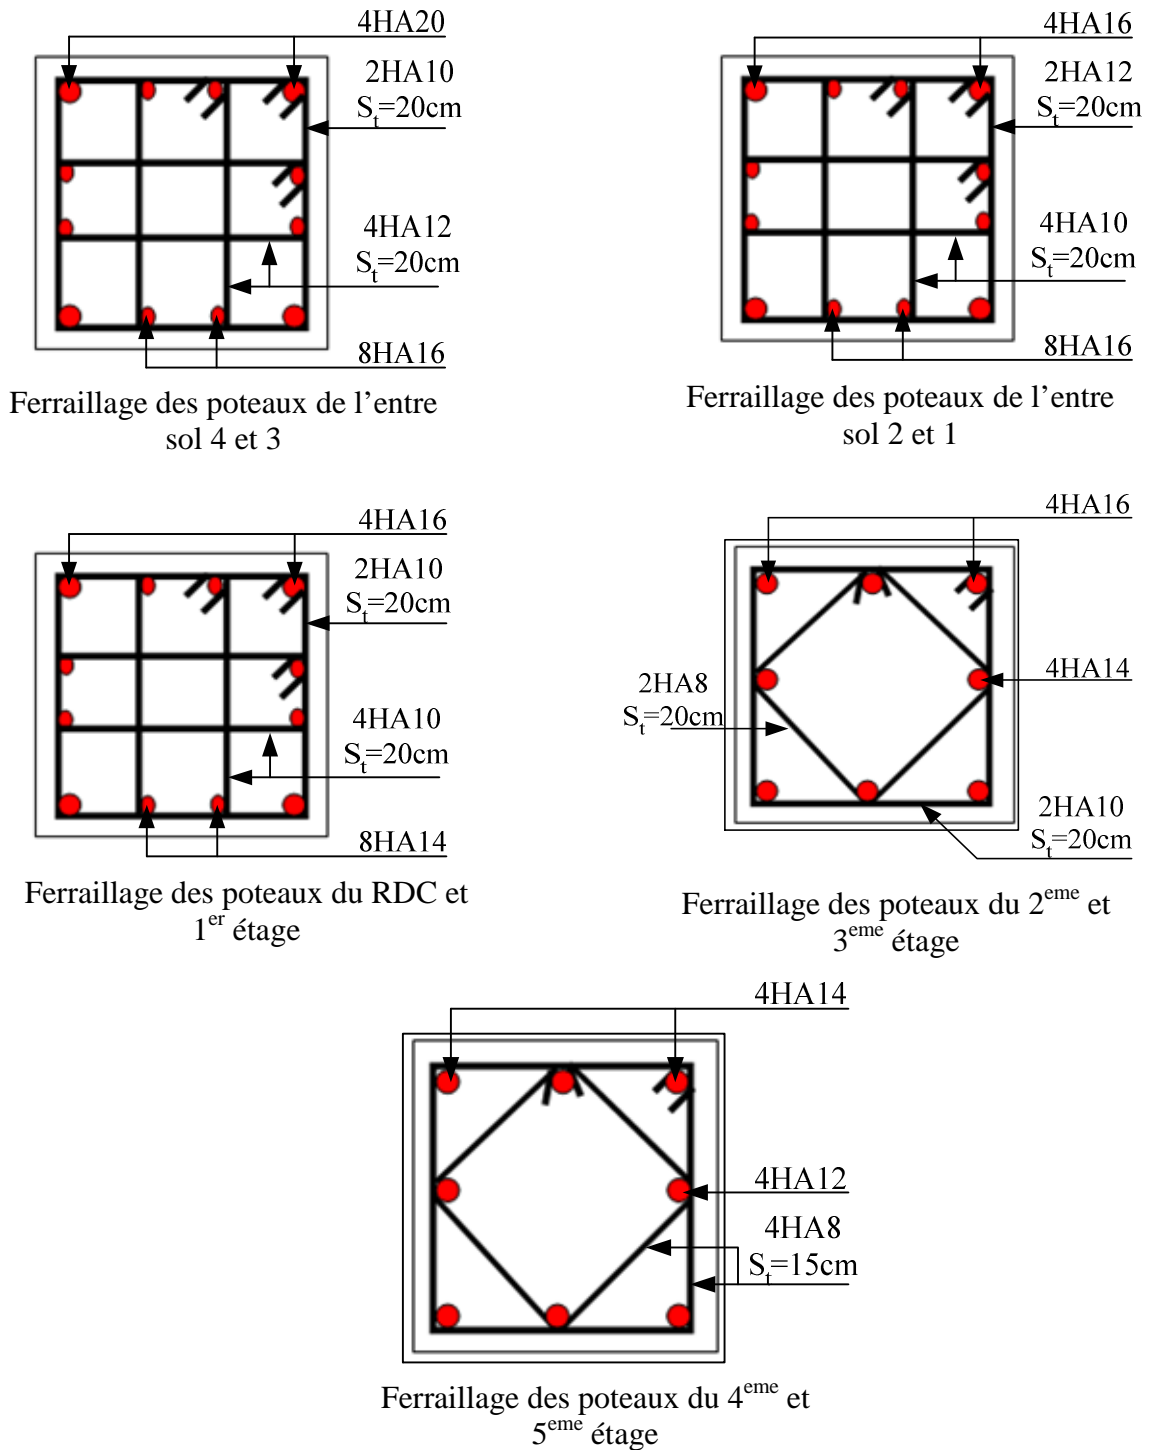 4HA20
2HA10
St=20cm
4HA12
St=20cm
8HA16
Ferraillage des poteaux de l’entre
sol 4 et 3
4HA16
2HA12
St=20cm
4HA10
St=20cm
8HA16
Ferraillage des poteaux de l’entre
sol 2 et 1
4HA16
2HA10
St=20cm
4HA10
St=20cm
8HA14
Ferraillage des poteaux du RDC et
1er étage
4HA16
4HA14
2HA8
St=20cm
2HA10
St=20cm
Ferraillage des poteaux du 2eme et
3eme étage
4HA14
4HA12
4HA8
St=15cm
Ferraillage des poteaux du 4eme et
5eme étage